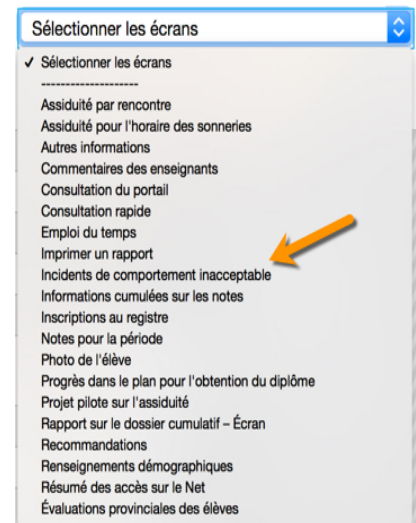 Sélectionner les écrans
✓ Sélectionner les écrans
--------------------
Assiduité par rencontre
Assiduité pour l'horaire des sonneries
Autres informations
Commentaires des enseignants
Consultation du portail
Consultation rapide
Emploi du temps
Imprimer un rapport
Incidents de comportement inacceptable
Informations cumulées sur les notes
Inscriptions au registre
Notes pour la période
Photo de l'élève
Progrès dans le plan pour l'obtention du diplôme
Projet pilote sur l'assiduité
Rapport sur le dossier cumulatif – Écran
Recommandations
Renseignements démographiques
Résumé des accès sur le Net
Évaluations provinciales des élèves